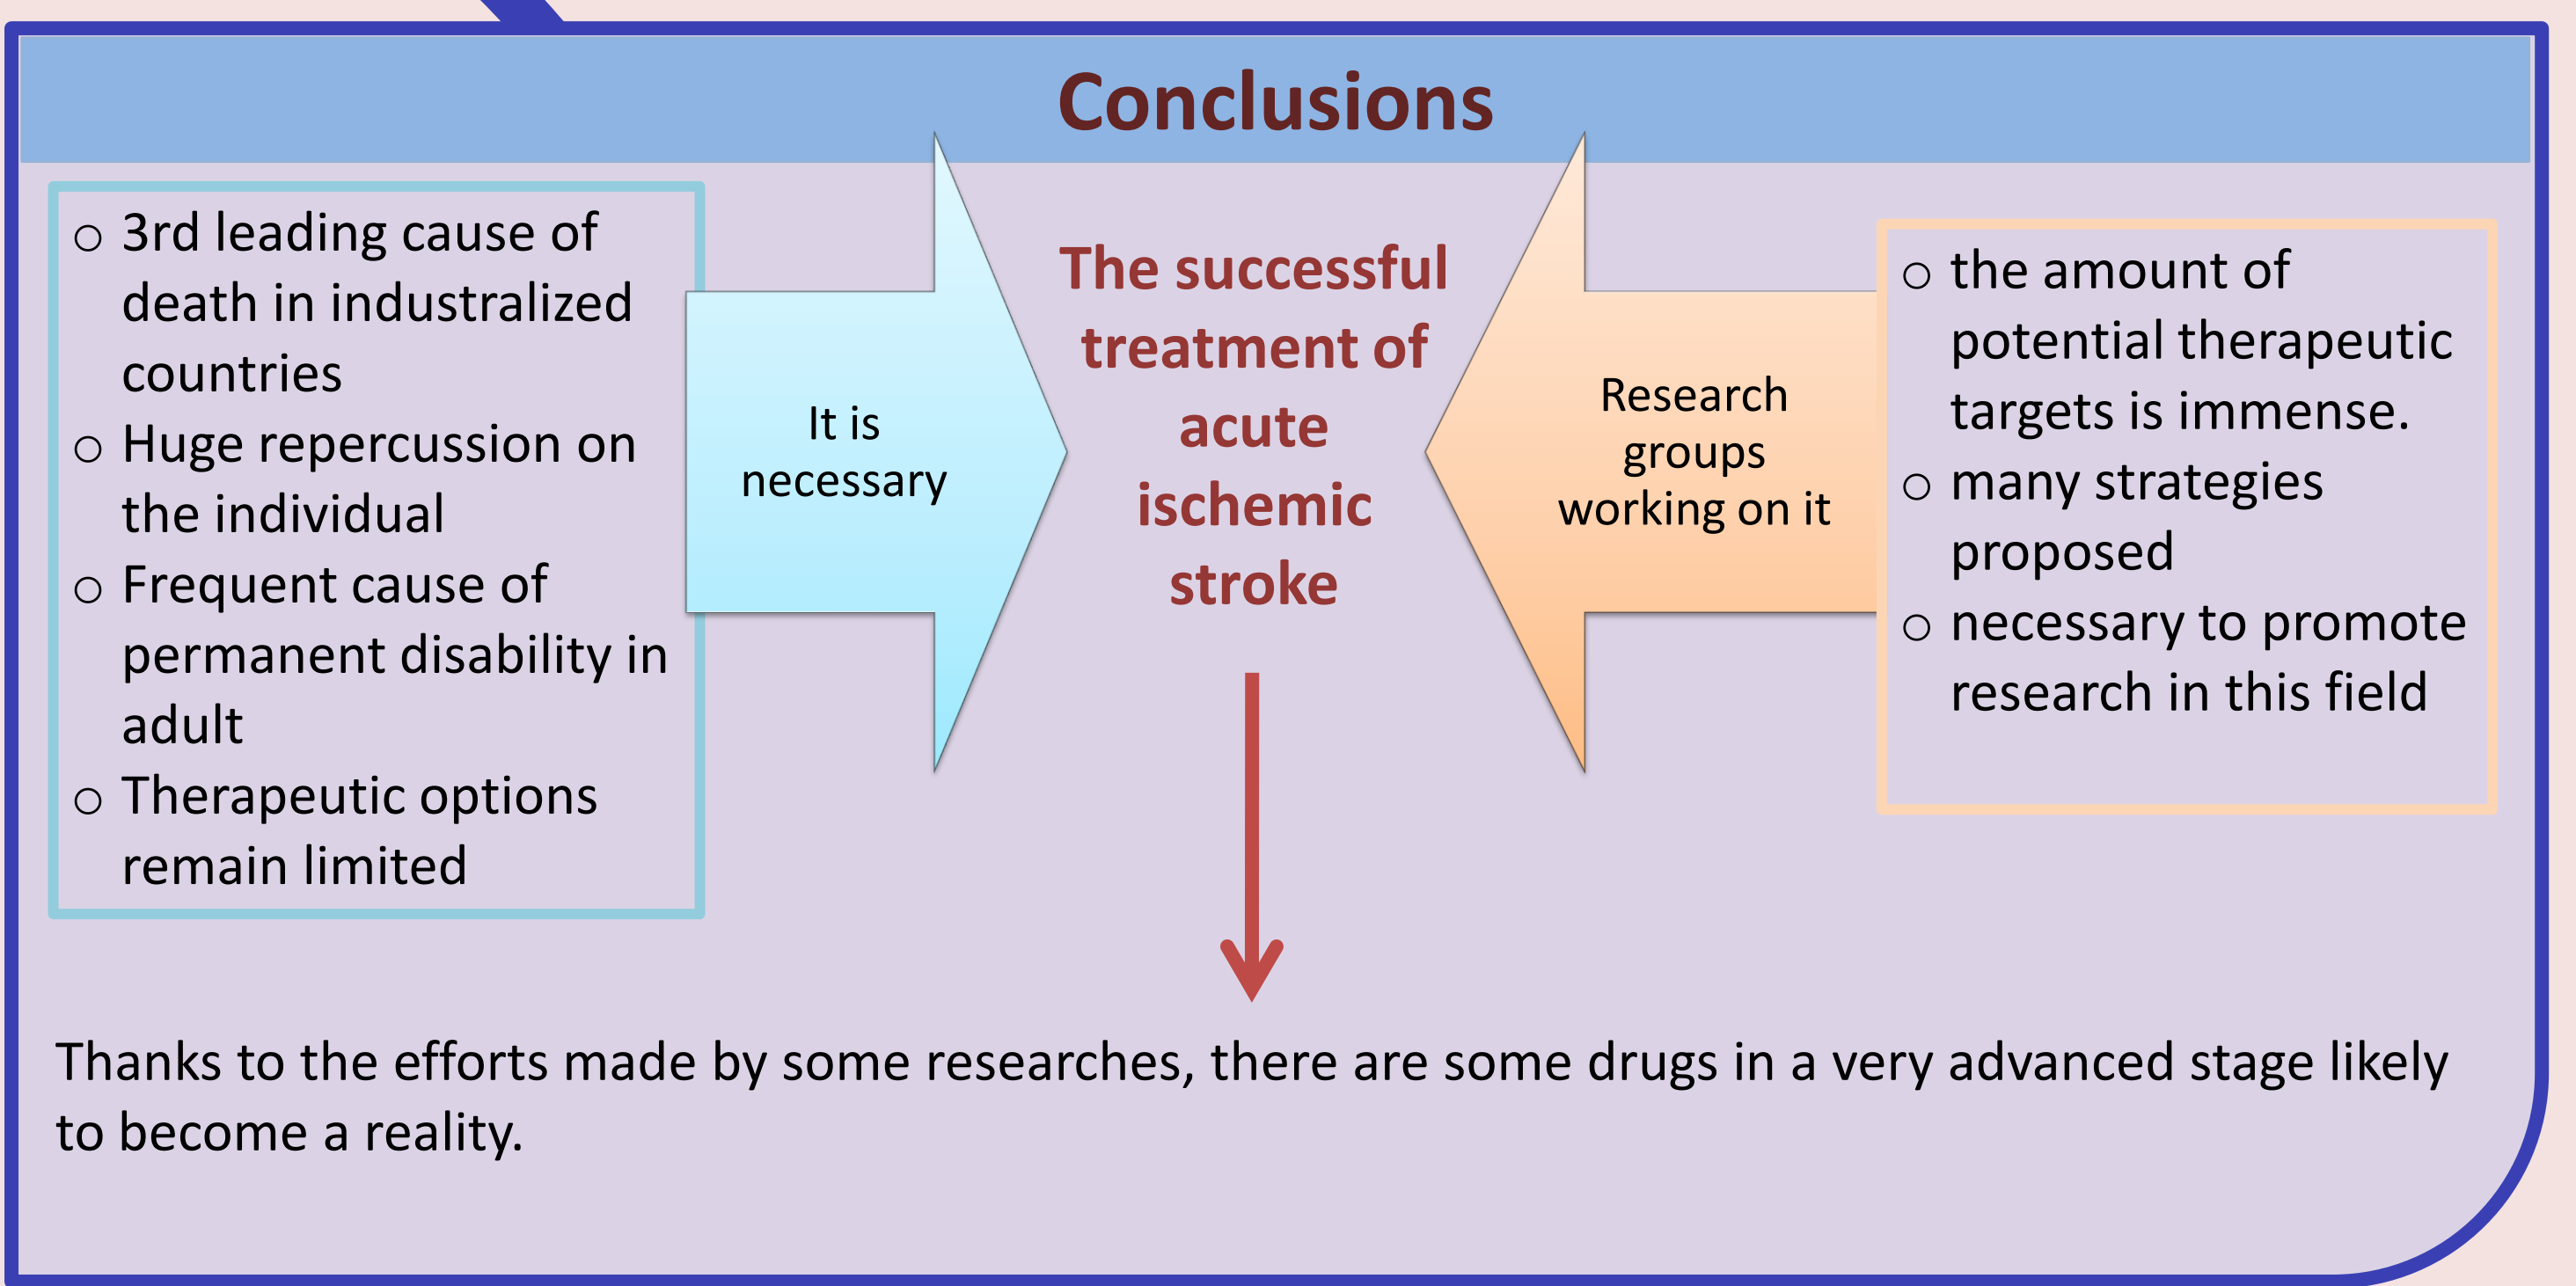 Conclusions
○ 3rd leading cause of
death in industralized
countries
○ Huge repercussion on
the individual
○ Frequent cause of
permanent disability in
adult
○ Therapeutic options
remain limited
It is
necessary
The successful
treatment of
acute
ischemic
stroke
Research
groups
working on it
○ the amount of
potential therapeutic
targets is immense.
○ many strategies
proposed
○ necessary to promote
research in this field
Thanks to the efforts made by some researches, there are some drugs in a very advanced stage likely
to become a reality.